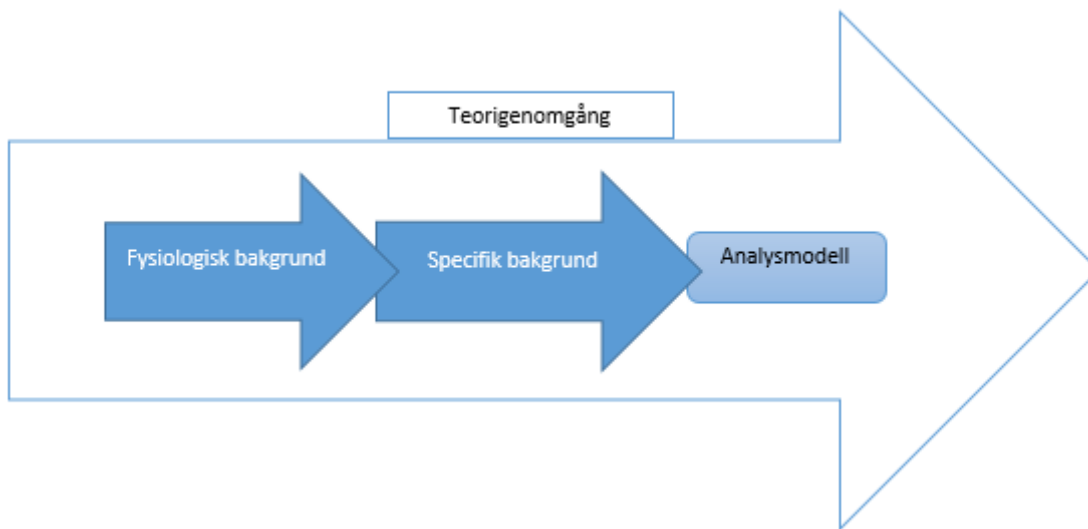 Teorigenomgång
Fysiologisk bakgrund
Specifik bakgrund
Analysmodell